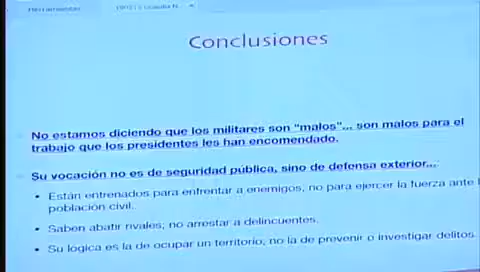 Herramientas
Conclusiones
No estamos diciendo que los militares son "malos"... son malos para el
trabajo que los presidentes les han encomendado.
Su vocación no es de seguridad pública, sino de defensa exterior...
• Están entrenados para enfrentar a enemigos; no para ejercer la fuerza ante l
población civil.
• Saben abatir rivales; no arrestar a delincuentes.
• Su lógica es la de ocupar un territorio, no la de prevenir o investigar delitos.